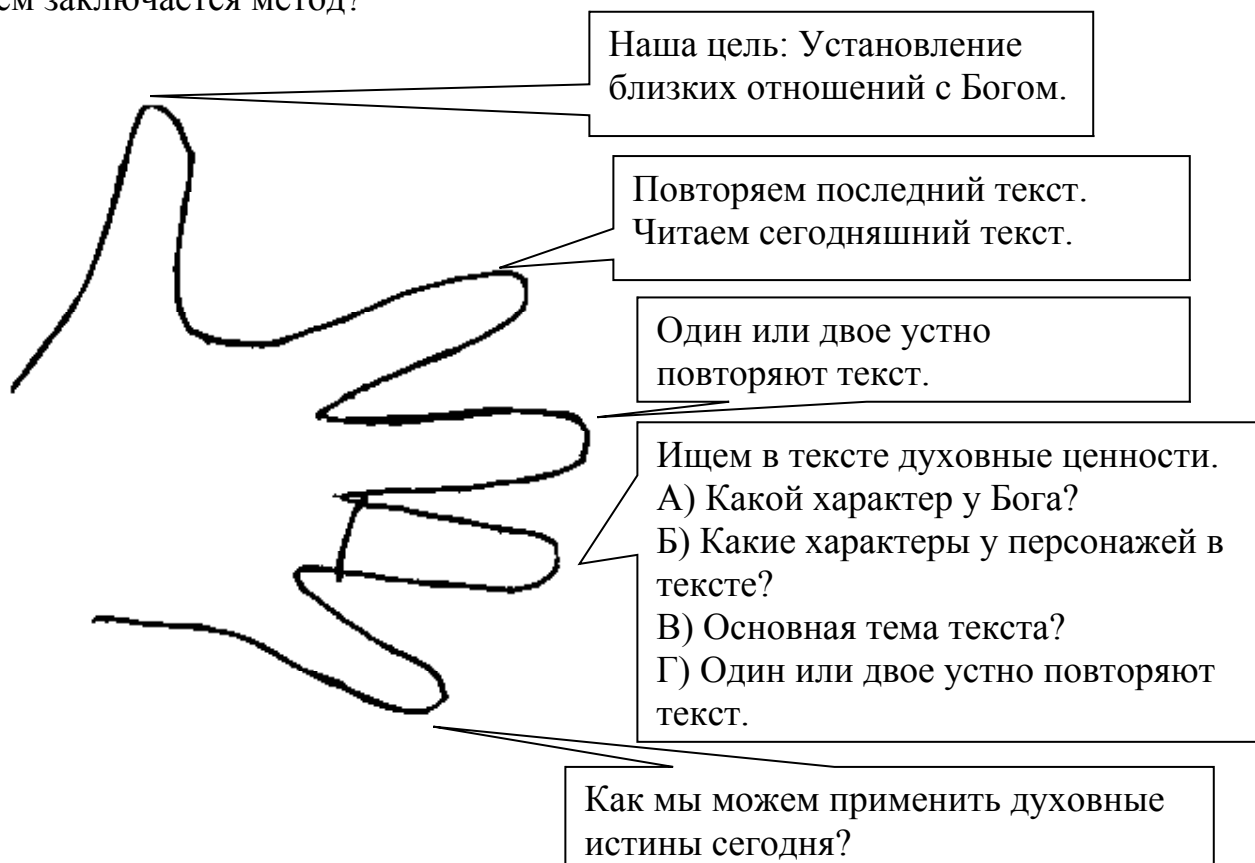 ем заключается метод?
Наша цель: Установление
близких отношений с Богом.
Повторяем последний текст.
Читаем сегодняшний текст.
Один или двое устно
повторяют текст.
Ищем в тексте духовные ценности.
А) Какой характер у Бога?
Б) Какие характеры у персонажей в
тексте?
В) Основная тема текста?
Г) Один или двое устно повторяют
текст.
Как мы можем применить духовные
истины сегодня?